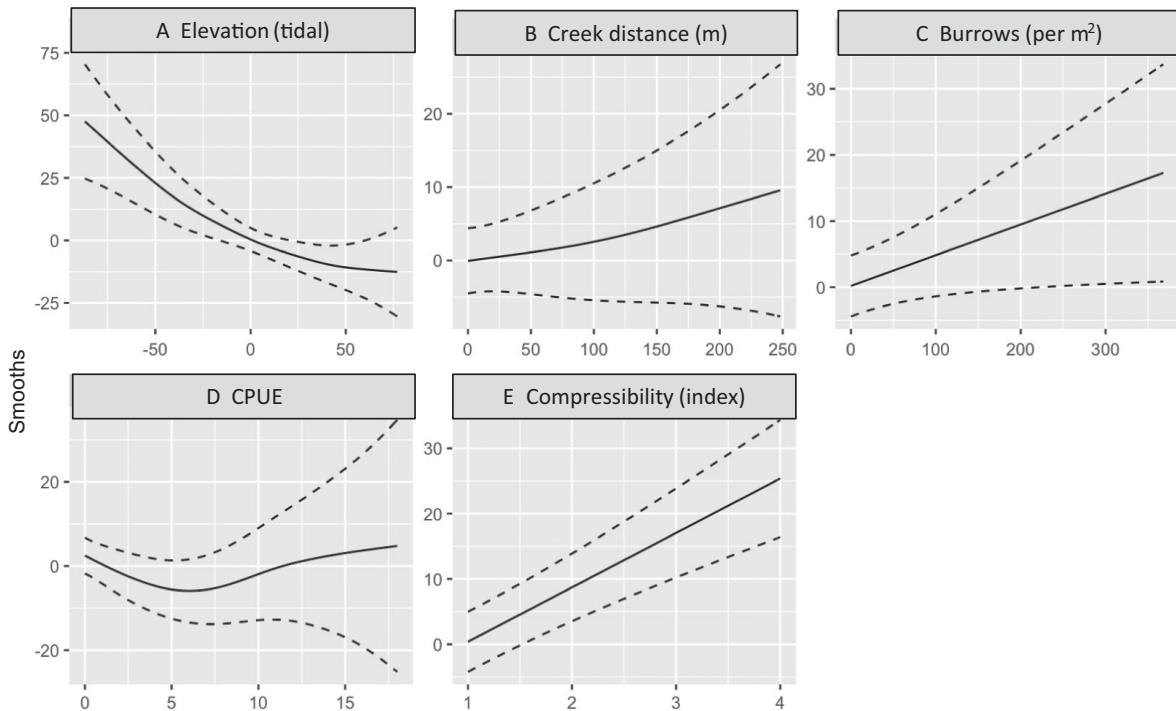 A Elevation (tidal)
B Creek distance (m)
C Burrows (per m²)
75
50
25
0
-25
-50 0 50
20
10
0
0 50 100 150 200 250
30
20
10
0
0 100 200 300
Smooths
D CPUE
E Compressibility (index)
20
0
-20
0 5 10 15
30
20
10
0
1 2 3 4